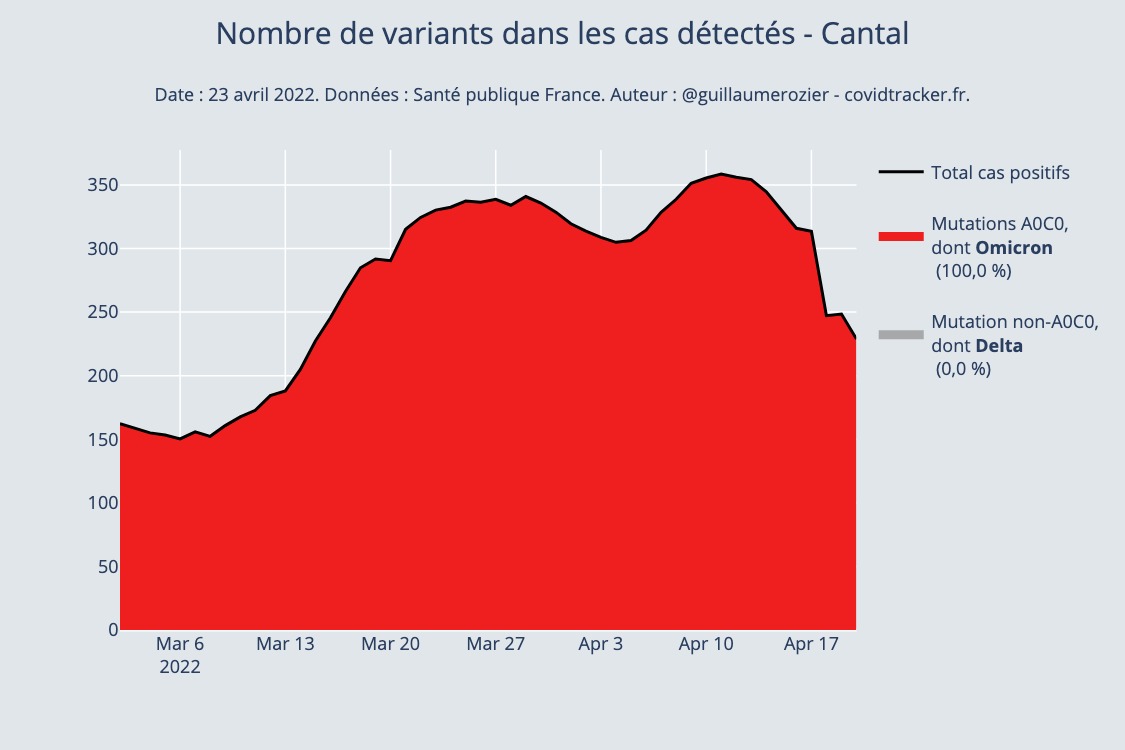 Nombre de variants dans les cas détectés - Cantal
Date : 23 avril 2022. Données : Santé publique France. Auteur : @guillaumerozier - covidtracker.fr.
350
300
250
200
150
100
50
0
Mar 6
2022
Mar 13
Mar 20
Mar 27
Apr 3
Apr 10
Apr 17
Total cas positifs
Mutations A0C0,
dont Omicron
(100,0 %)
Mutation non-A0C0,
dont Delta
(0,0 %)